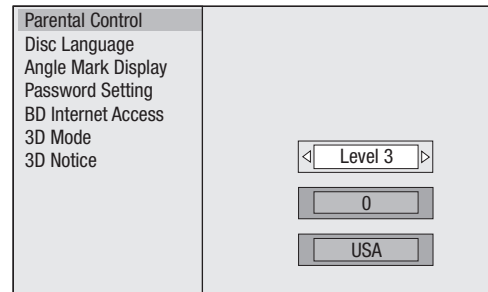 Parental Control
Disc Language
Angle Mark Display
Password Setting
BD Internet Access
3D Mode
3D Notice
Level 3
0
USA